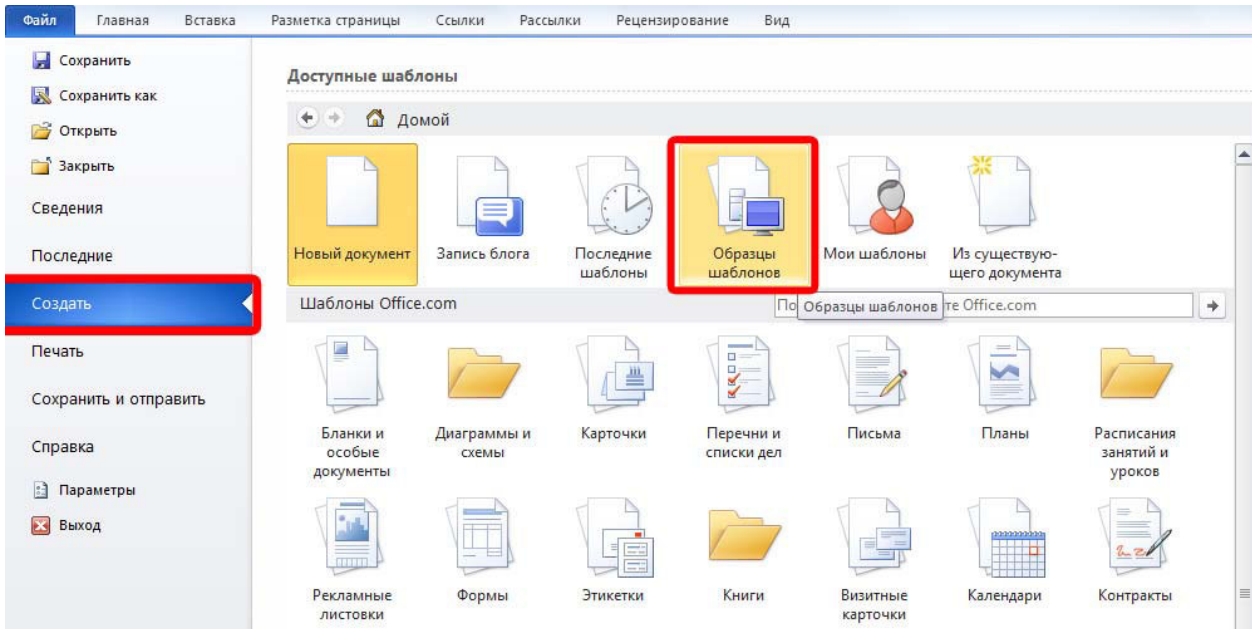 Файл Главная Вставка Разметка страницы Ссылки Рассылки Рецензирование Вид
Сохранить
Сохранить как
Открыть
Закрыть
Сведения
Последние
Создать
Печать
Сохранить и отправить
Справка
Параметры
Выход
Доступные шаблоны
Домой
Новый документ
Запись блога
Последние
шаблоны
Образцы
шаблонов
Мои шаблоны
Из существую-
щего документа
Шаблоны Office.com
Образцы шаблонов
Office.com
Бланки и
особые
документы
Диаграммы и
схемы
Карточки
Перечни и
списки дел
Письма
Планы
Расписания
занятий и
уроков
Рекламные
листовки
Формы
Этикетки
Книги
Визитные
карточки
Календари
Контракты